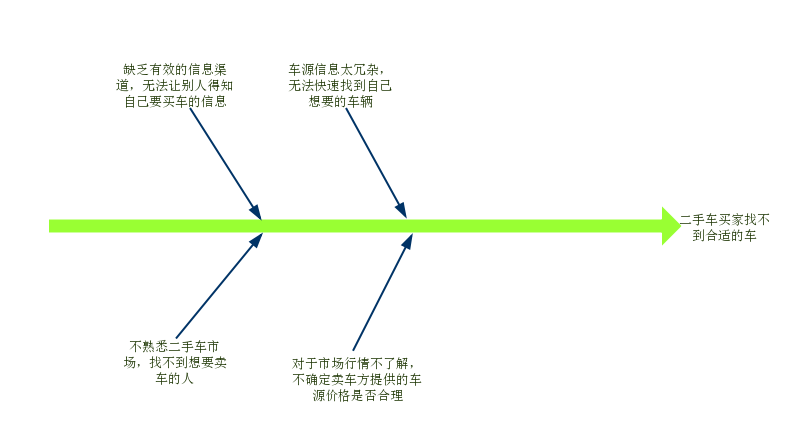 缺乏有效的信息渠
道，无法让别人得知
自己要买车的信息
车源信息太冗杂，
无法快速找到自己
想要的车辆
二手车买家找不
到合适的车
不熟悉二手车市
场，找不到想要卖
车的人
对于市场行情不了解，
不确定卖车方提供的车
源价格是否合理